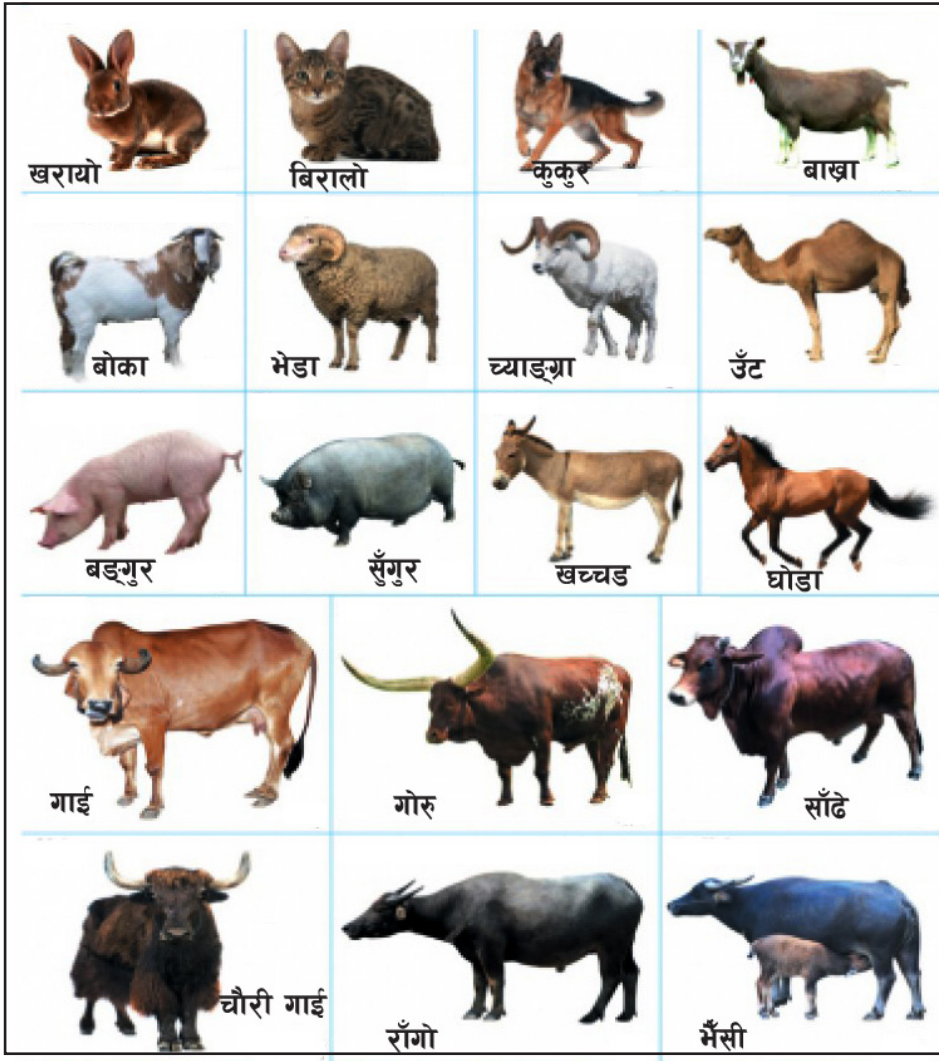 खरायो
बिरालो
कुकुर
बाख्रा
बोका
भेडा
च्याङ्ग्रा
उँट
बङ्गुर
सुँगुर
खच्चड
घोडा
गाई
गोरु
साँढे
चौरी गाई
राँगो
भैँसी